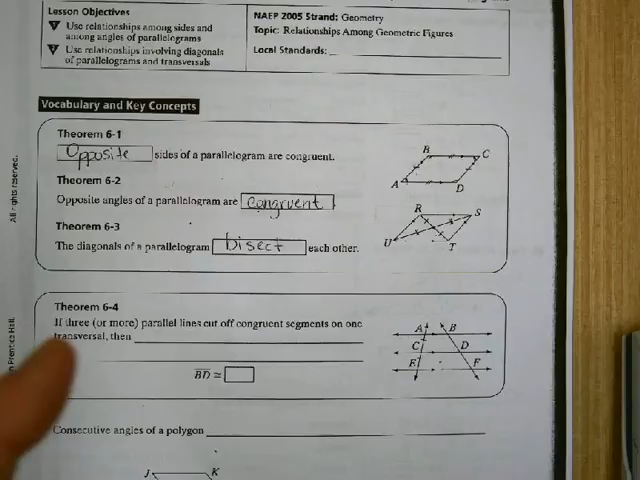 Lesson Objectives
Use relationships among sides and
among angles of parallelograms
Use relationships involving diagonals
of parallelograms and transversals
NAEP 2005 Strand: Geometry
Topic: Relationships Among Geometric Figures
Local Standards:
Vocabulary and Key Concepts
Theorem 6-1
Opposite sides of a parallelogram are congruent.
Theorem 6-2
Opposite angles of a parallelogram are congruent
Theorem 6-3
The diagonals of a parallelogram bisect each other.
B
C
A
D
R
S
U
T
Theorem 6-4
If three (or more) parallel lines cut off congruent segments on one
transversal, then
BD ≅
A B
C D
E F
Consecutive angles of a polygon
J K
All rights reserved.
Prentice Hall.